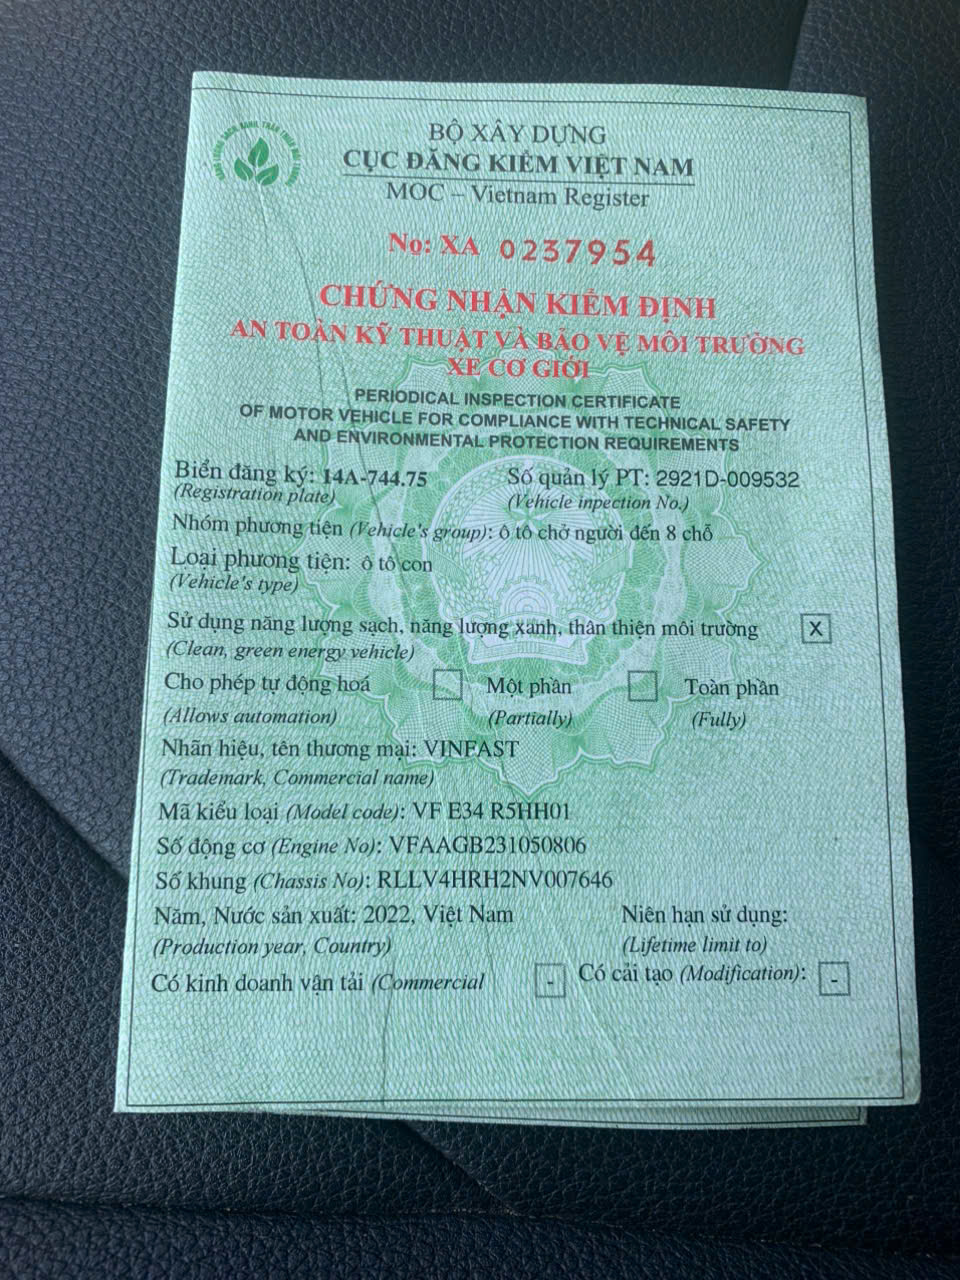 BỘ XÂY DỰNG
CỤC ĐĂNG KIỂM VIỆT NAM
MOC – Vietnam Register
No: XA 0237954
CHỨNG NHẬN KIỂM ĐỊNH
AN TOÀN KỸ THUẬT VÀ BẢO VỆ MÔI TRƯỜNG
XE CƠ GIỚI
PERIODICAL INSPECTION CERTIFICATE
OF MOTOR VEHICLE FOR COMPLIANCE WITH TECHNICAL SAFETY
AND ENVIRONMENTAL PROTECTION REQUIREMENTS
Biển đăng ký: 14A-744.75 Số quản lý PT: 2921D-009532
(Registration plate) (Vehicle inpection No.)
Nhóm phương tiện (Vehicle's group): ô tô chở người đến 8 chỗ
Loại phương tiện: ô tô con
(Vehicle's type)
Sử dụng năng lượng sạch, năng lượng xanh, thân thiện môi trường X
(Clean, green energy vehicle)
Cho phép tự động hoá Một phần Toàn phần
(Allows automation) (Partially) (Fully)
Nhãn hiệu, tên thương mại: VINFAST
(Trademark, Commercial name)
Mã kiểu loại (Model code): VF E34 R5HH01
Số động cơ (Engine No): VFAAGB231050806
Số khung (Chassis No): RLLV4HRH2NV007646
Năm, Nước sản xuất: 2022, Việt Nam Niên hạn sử dụng:
(Production year, Country) (Lifetime limit to)
Có kinh doanh vận tải (Commercial - Có cải tạo (Modification): -